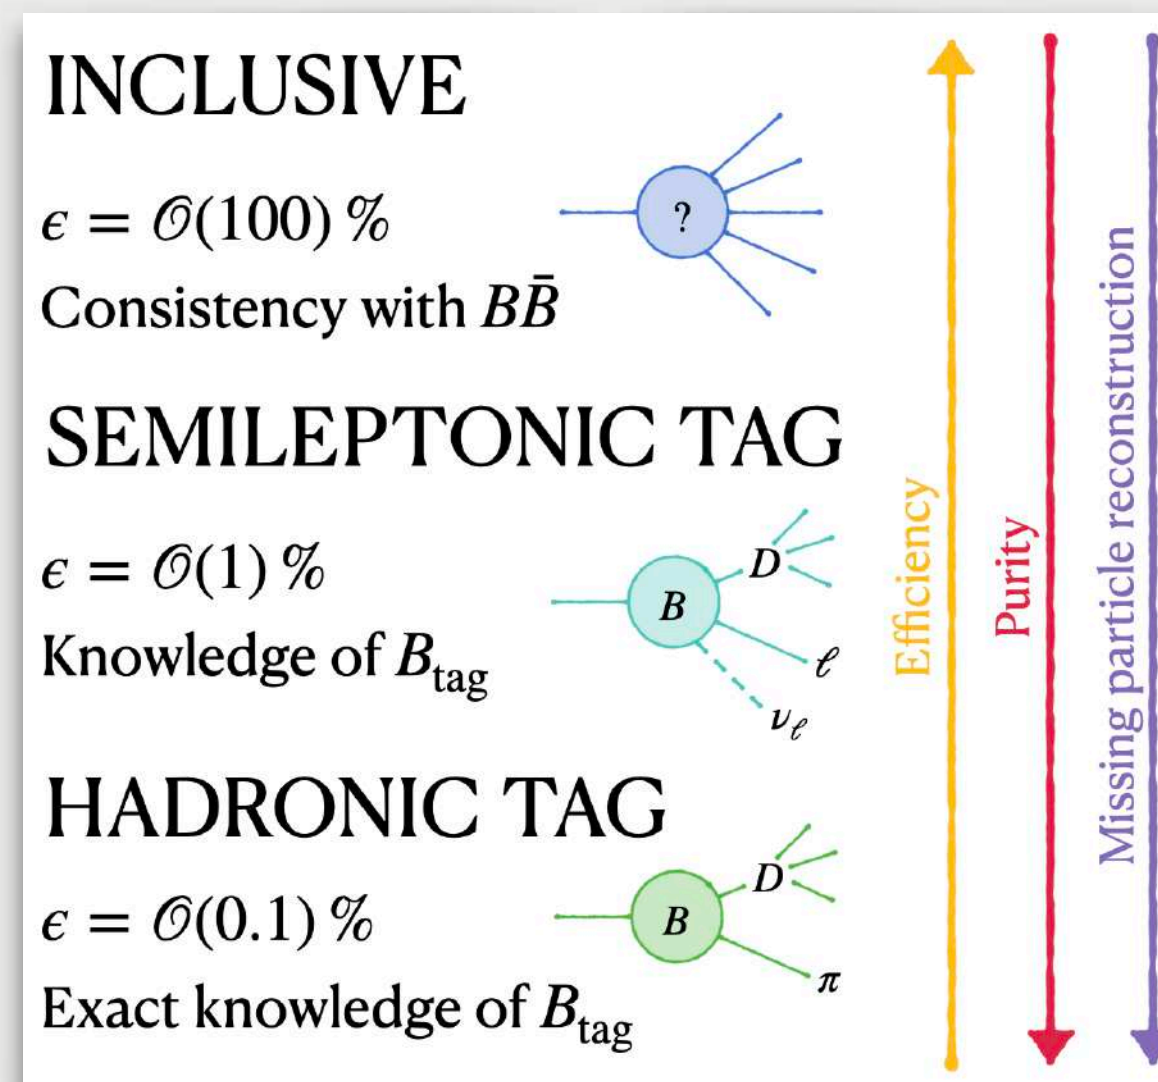 INCLUSIVE
ϵ = 𝒪(100) %
?
Consistency with BB̄
SEMILEPTONIC TAG
ϵ = 𝒪(1) %
Knowledge of B_tag
B
D
ℓ
ν_ℓ
HADRONIC TAG
ϵ = 𝒪(0.1) %
Exact knowledge of B_tag
B
D
π
Efficiency
Purity
Missing particle reconstruction